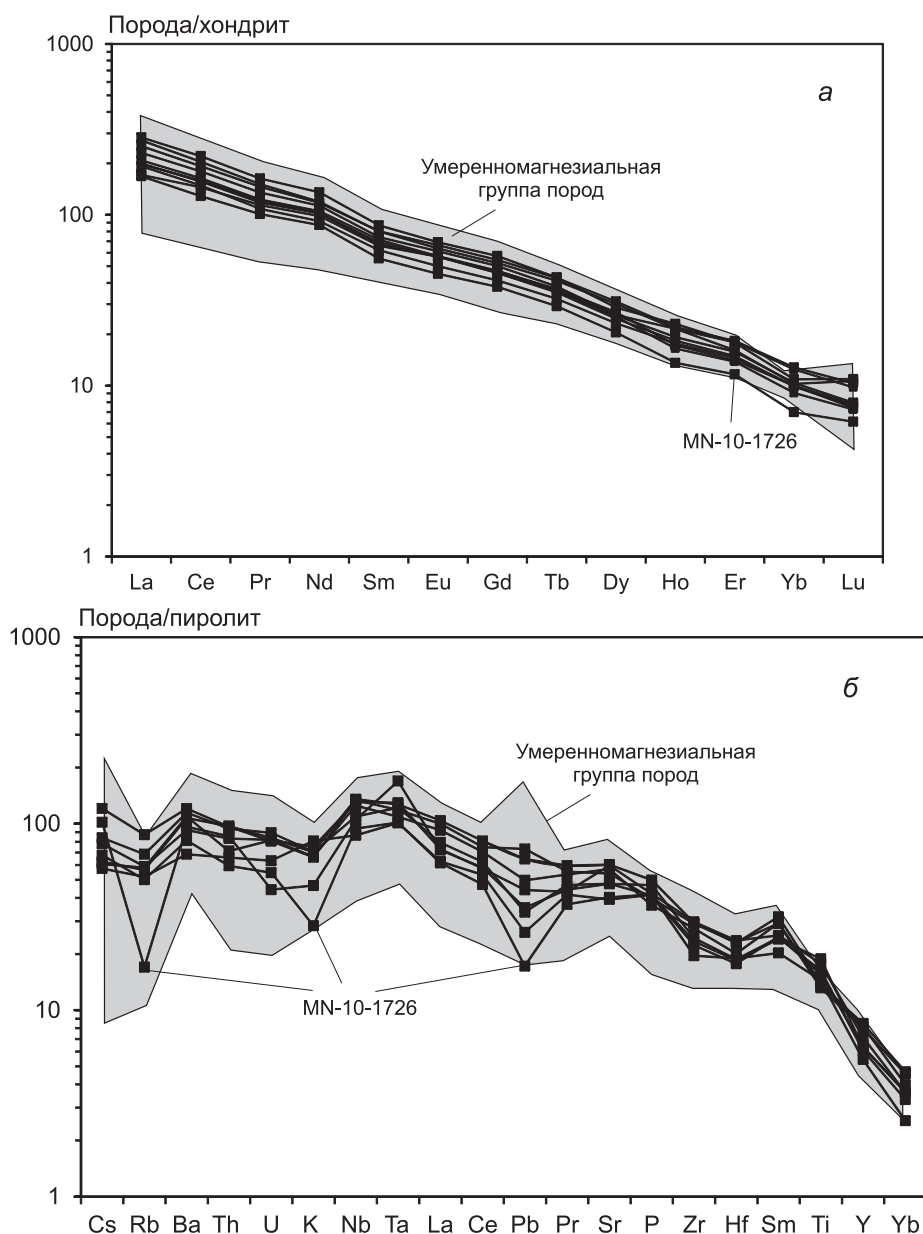 Порода/хондрит
1000
а
Умеренномагнезиальная
группа пород
100
10
MN-10-1726
1
La Ce Pr Nd Sm Eu Gd Tb Dy Ho Er Yb Lu
Порода/пиролит
1000
б
Умеренномагнезиальная
группа пород
100
MN-10-1726
10
1
Cs Rb Ba Th U K Nb Ta La Ce Pb Pr Sr P Zr Hf Sm Ti Y Yb